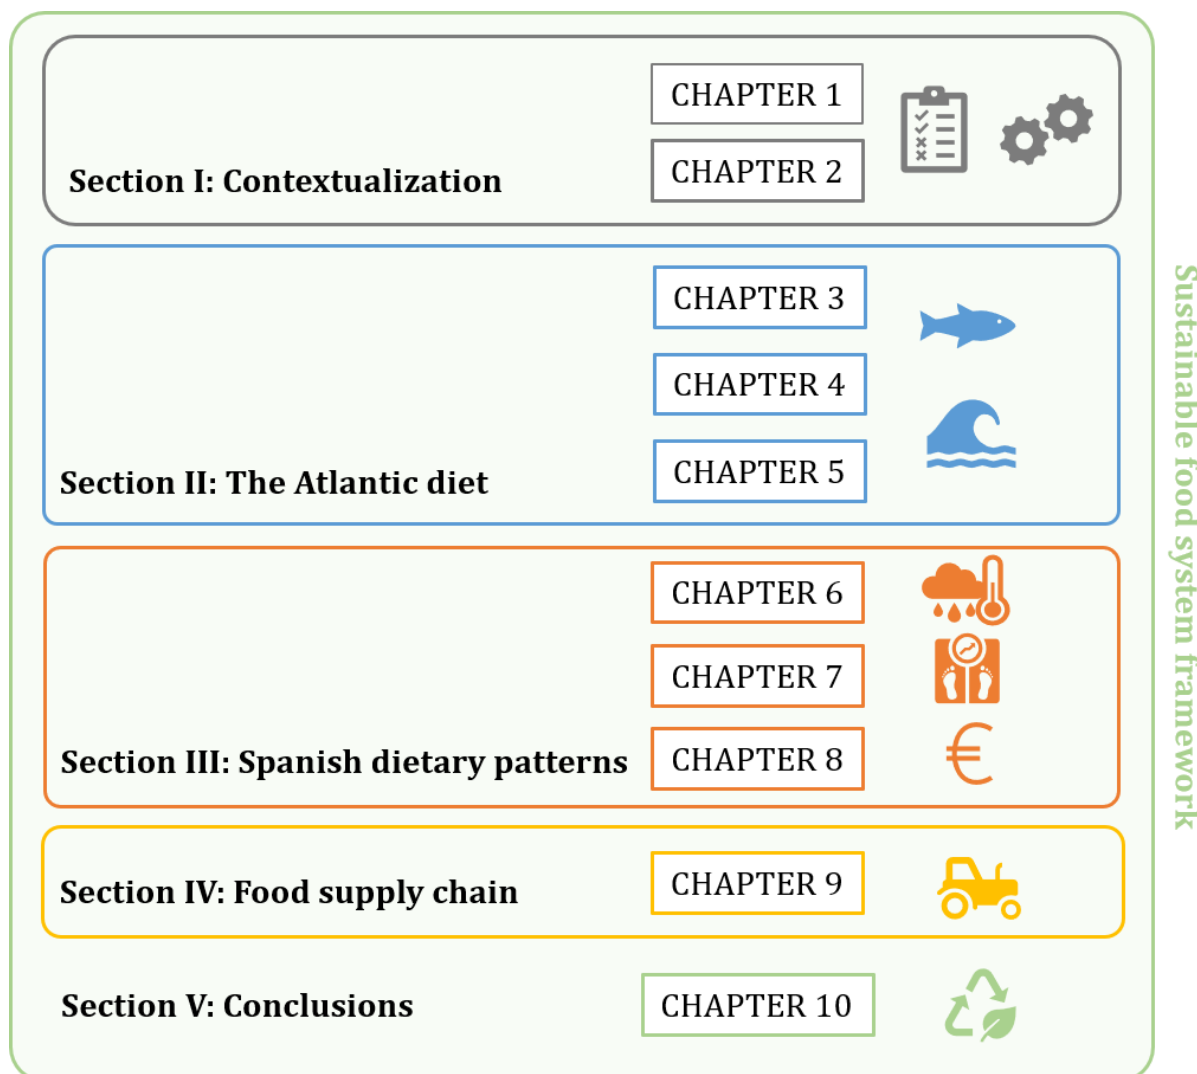 CHAPTER 1
CHAPTER 2
Section I: Contextualization
CHAPTER 3
CHAPTER 4
CHAPTER 5
Section II: The Atlantic diet
CHAPTER 6
CHAPTER 7
CHAPTER 8
Section III: Spanish dietary patterns
€
CHAPTER 9
Section IV: Food supply chain
Section V: Conclusions
CHAPTER 10
Sustainable food system framework